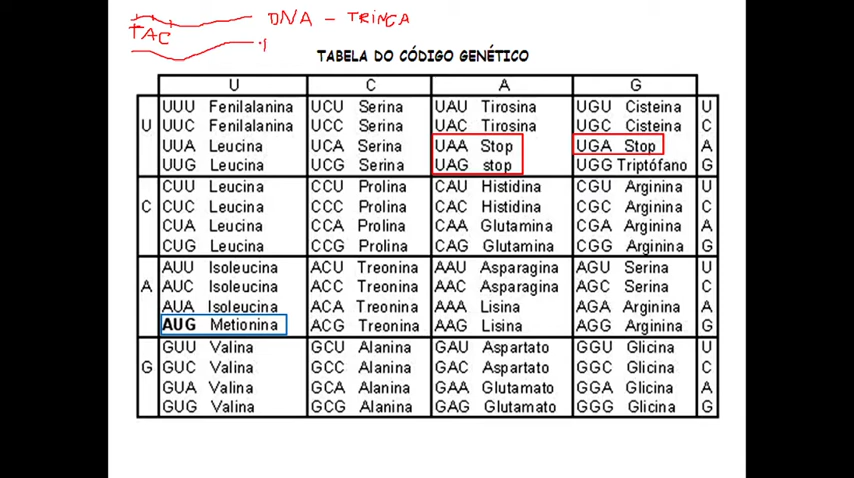 DNA - TRINCA
TAC
TABELA DO CÓDIGO GENÉTICO
U C A G
UUU Fenilalanina UCU Serina UAU Tirosina UGU Cisteina U
U UUC Fenilalanina UCC Serina UAC Tirosina UGC Cisteina C
UUA Leucina UCA Serina UAA Stop UGA Stop A
UUG Leucina UCG Serina UAG stop UGG Triptófano G
CUU Leucina CCU Prolina CAU Histidina CGU Arginina U
C CUC Leucina CCC Prolina CAC Histidina CGC Arginina C
CUA Leucina CCA Prolina CAA Glutamina CGA Arginina A
CUG Leucina CCG Prolina CAG Glutamina CGG Arginina G
AUU Isoleucina ACU Treonina AAU Asparagina AGU Serina U
A AUC Isoleucina ACC Treonina AAC Asparagina AGC Serina C
AUA Isoleucina ACA Treonina AAA Lisina AGA Arginina A
AUG Metionina ACG Treonina AAG Lisina AGG Arginina G
GUU Valina GCU Alanina GAU Aspartato GGU Glicina U
G GUC Valina GCC Alanina GAC Aspartato GGC Glicina C
GUA Valina GCA Alanina GAA Glutamato GGA Glicina A
GUG Valina GCG Alanina GAG Glutamato GGG Glicina G